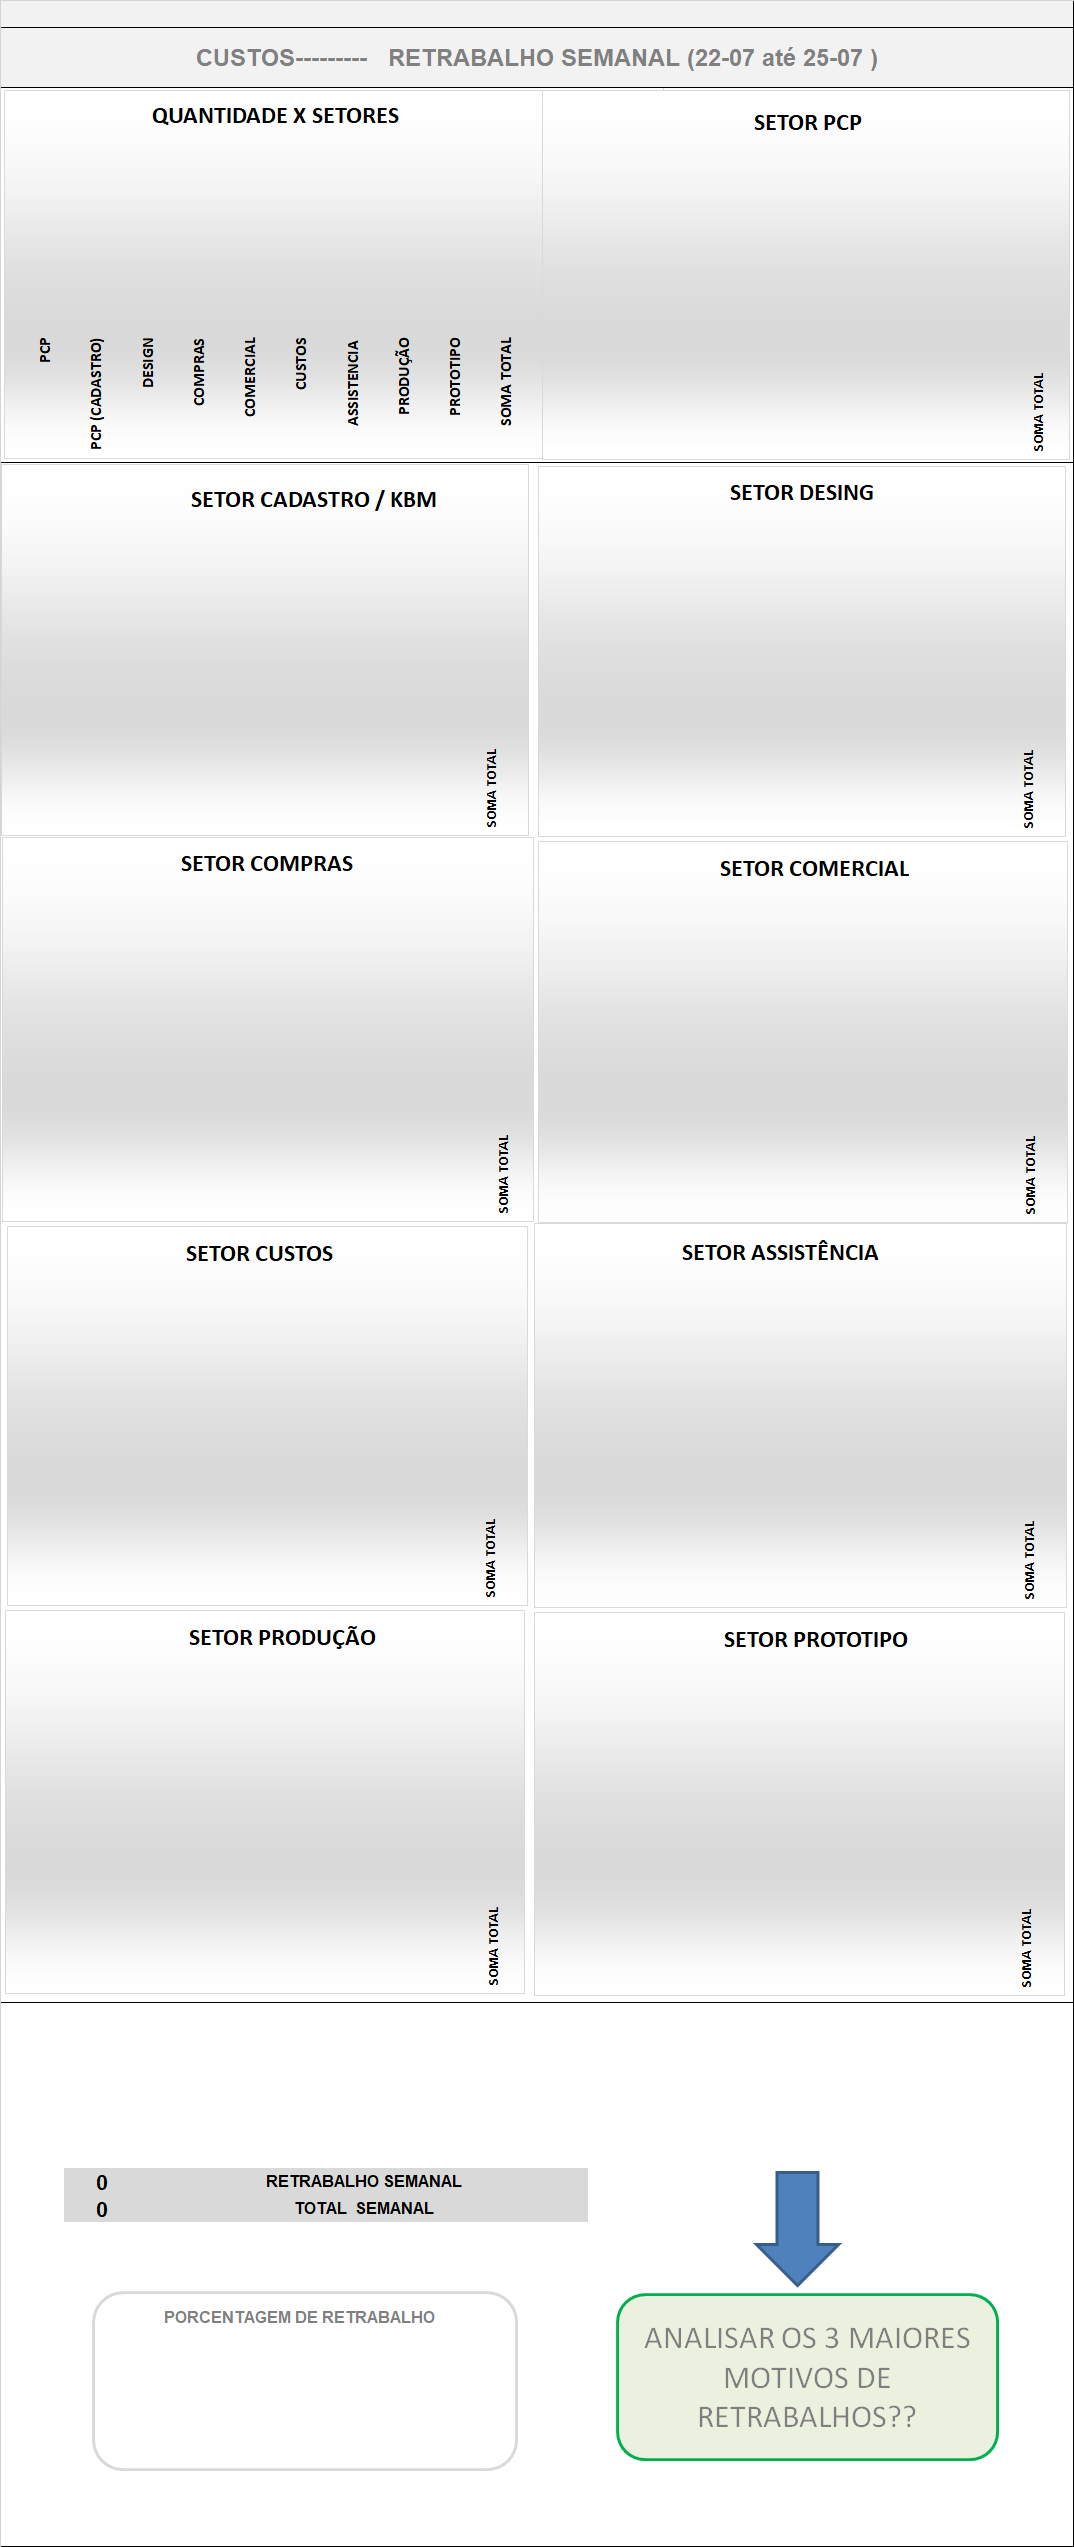 CUSTOS--------- RETRABALHO SEMANAL (22-07 até 25-07 )
QUANTIDADE X SETORES
PCP
PCP (CADASTRO)
DESIGN
COMPRAS
COMERCIAL
CUSTOS
ASSISTENCIA
PRODUÇÃO
PROTOTIPO
SOMA TOTAL
SETOR PCP
SOMA TOTAL
SETOR CADASTRO / KBM
SOMA TOTAL
SETOR DESING
SOMA TOTAL
SETOR COMPRAS
SOMA TOTAL
SETOR COMERCIAL
SOMA TOTAL
SETOR CUSTOS
SOMA TOTAL
SETOR ASSISTÊNCIA
SOMA TOTAL
SETOR PRODUÇÃO
SOMA TOTAL
SETOR PROTOTIPO
SOMA TOTAL
0 RETRABALHO SEMANAL
0 TOTAL SEMANAL
PORCENTAGEM DE RETRABALHO
ANALISAR OS 3 MAIORES
MOTIVOS DE
RETRABALHOS??